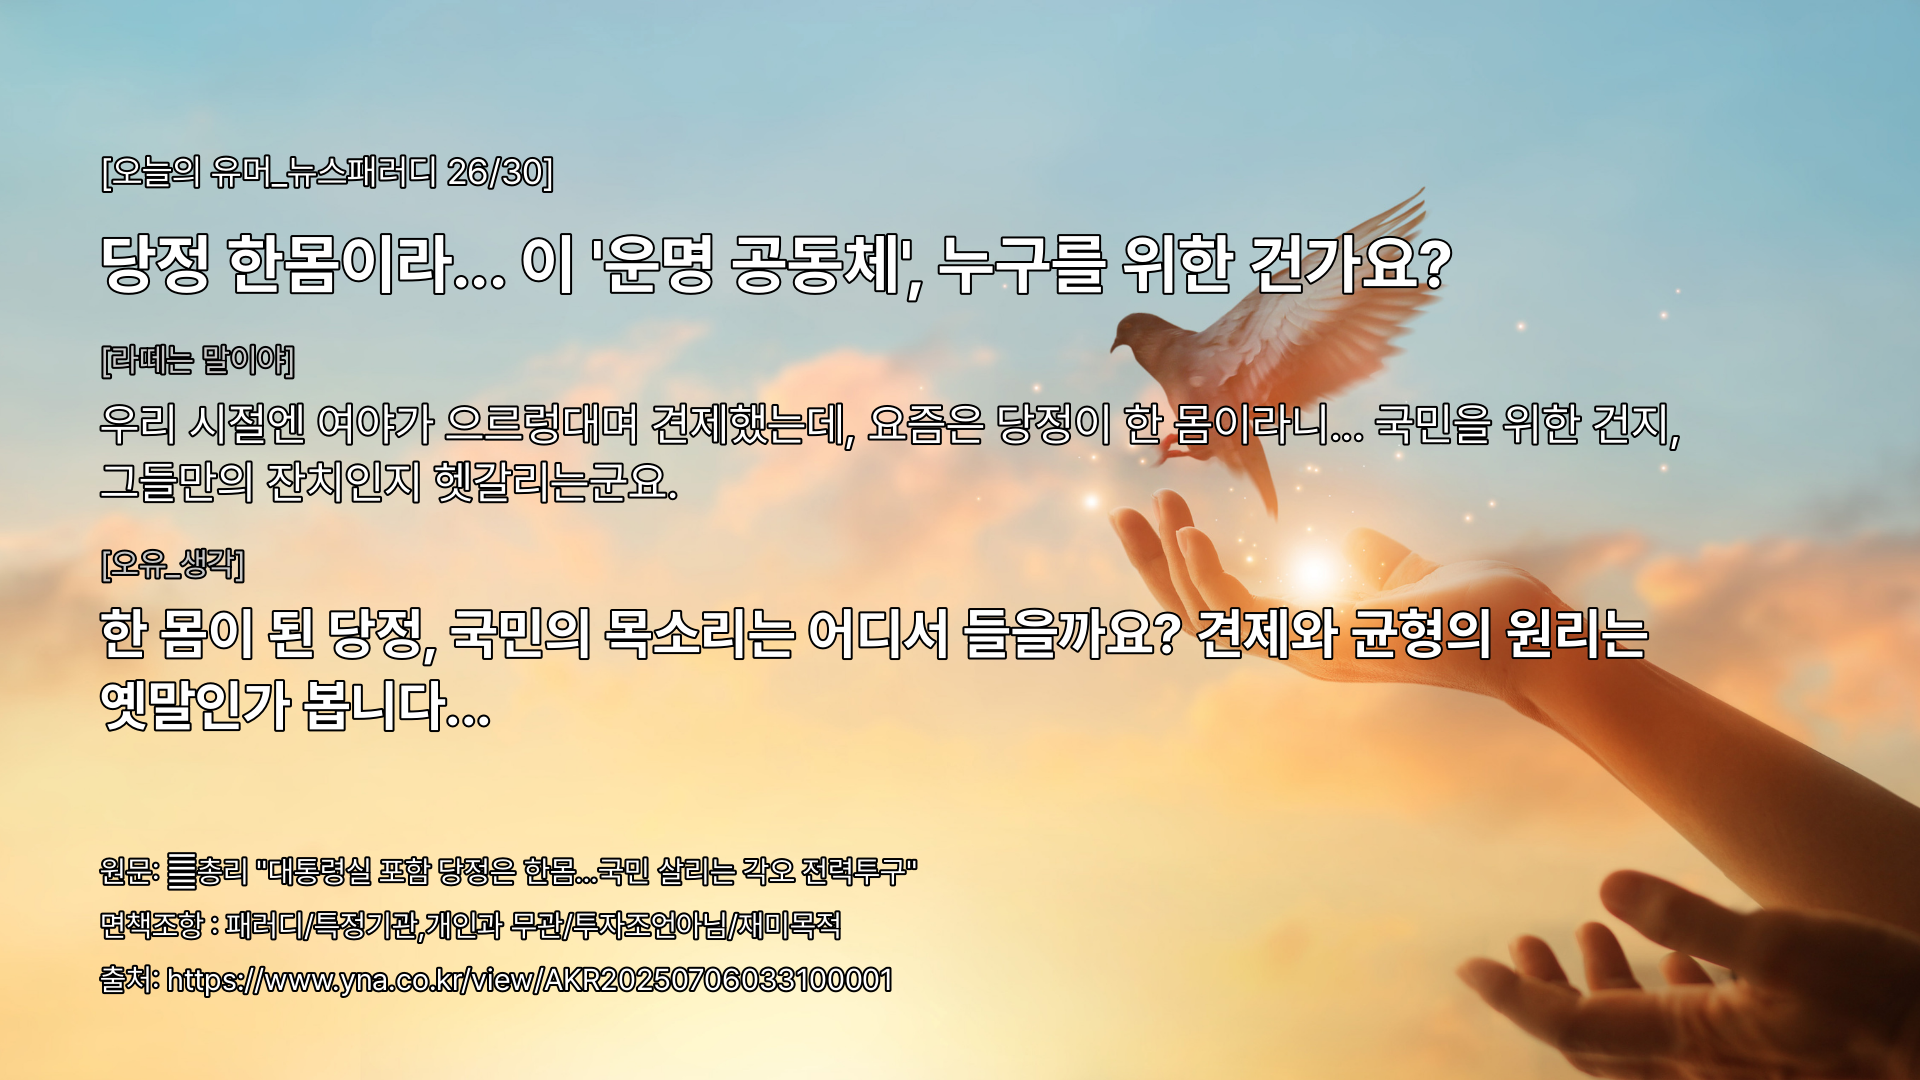 [오늘의 유머_뉴스패러디 26/30]
당정 한몸이라... 이 '운명 공동체', 누구를 위한 건가요?
[라떼는 말이야]
우리 시절엔 여야가 으르렁대며 견제했는데, 요즘은 당정이 한 몸이라니... 국민을 위한 건지,
그들만의 잔치인지 헷갈리는군요.
[오유_생각]
한 몸이 된 당정, 국민의 목소리는 어디서 들을까요? 견제와 균형의 원리는
옛말인가 봅니다...
원문: 총리 "대통령실 포함 당정은 한몸…국민 살리는 각오 전력투구"
면책조항 : 패러디/특정기관,개인과 무관/투자조언아님/재미목적
출처: https://www.yna.co.kr/view/AKR20250706033100001